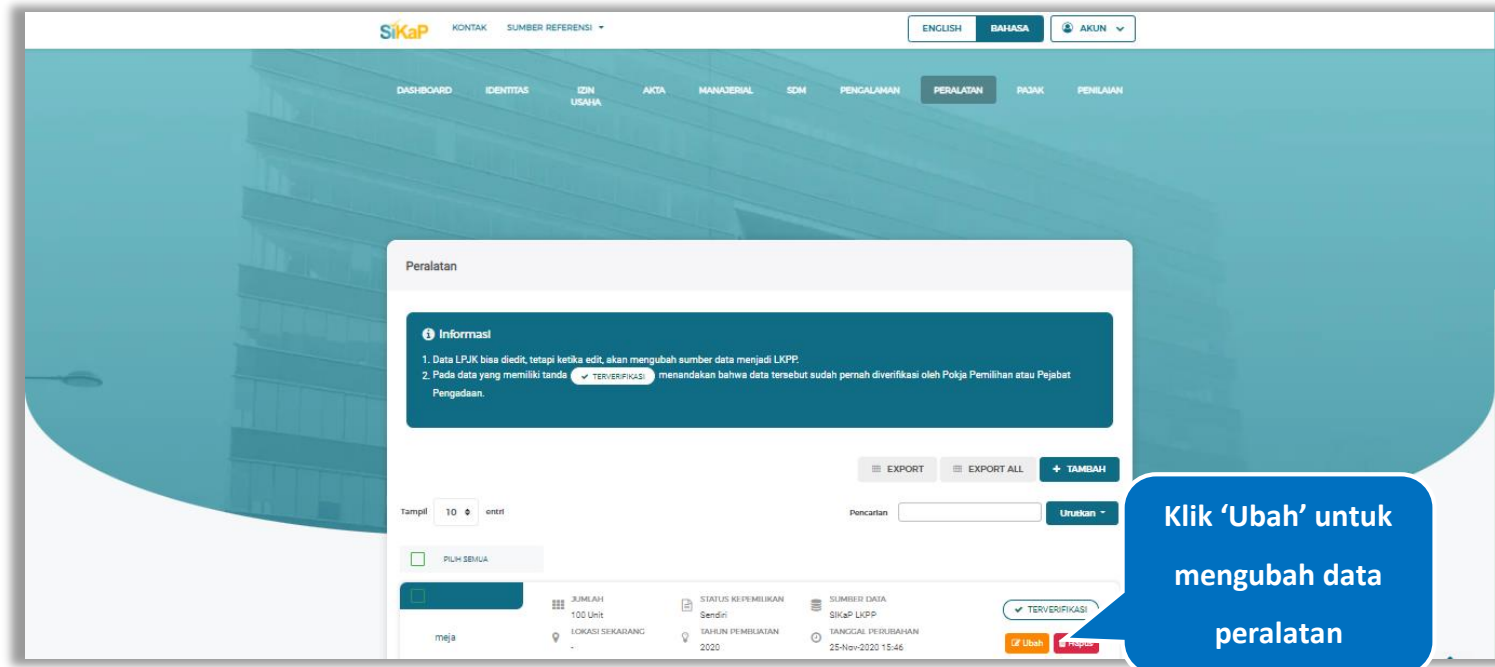 SiKaP KONTAK SUMBER REFERENSI ENGLISH BAHASA AKUN
DASHBOARD IDENTITAS IZIN USAHA AKTA MANAJERIAL SDM PENGALAMAN PERALATAN PAJAK PENILAIAN
Peralatan
Informasi
1. Data LPJK bisa diedit, tetapi ketika edit, akan mengubah sumber data menjadi LKPP.
2. Pada data yang memiliki tanda TERVERIFIKASI menandakan bahwa data tersebut sudah pernah diverifikasi oleh Pokja Pemilihan atau Pejabat
Pengadaan.
EXPORT EXPORT ALL + TAMBAH
Tampil 10 entri Pencarian Urutkan
PILIH SEMUA
JUMLAH STATUS KEPEMILIKAN SUMBER DATA
100 Unit Sendiri SIKaP LKPP TERVERIFIKASI
meja LOKASI SEKARANG TAHUN PEMBUATAN TANGGAL PERUBAHAN
- 2020 25-Nov-2020 15:46 Ubah Hapus
Klik ‘Ubah’ untuk
mengubah data
peralatan